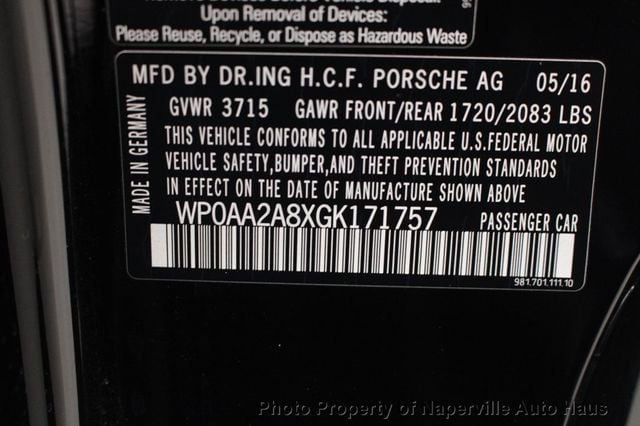 Upon Removal of Devices:
Please Reuse, Recycle, or Dispose as Hazardous Waste
MFD BY DR.ING H.C.F. PORSCHE AG 05/16
GVWR 3715 GAWR FRONT/REAR 1720/2083 LBS
MADE IN GERMANY
THIS VEHICLE CONFORMS TO ALL APPLICABLE U.S.FEDERAL MOTOR
VEHICLE SAFETY,BUMPER,AND THEFT PREVENTION STANDARDS
IN EFFECT ON THE DATE OF MANUFACTURE SHOWN ABOVE
WP0AA2A8XGK171757 PASSENGER CAR
981.701.111.10
Photo Property of Naperville Auto Haus